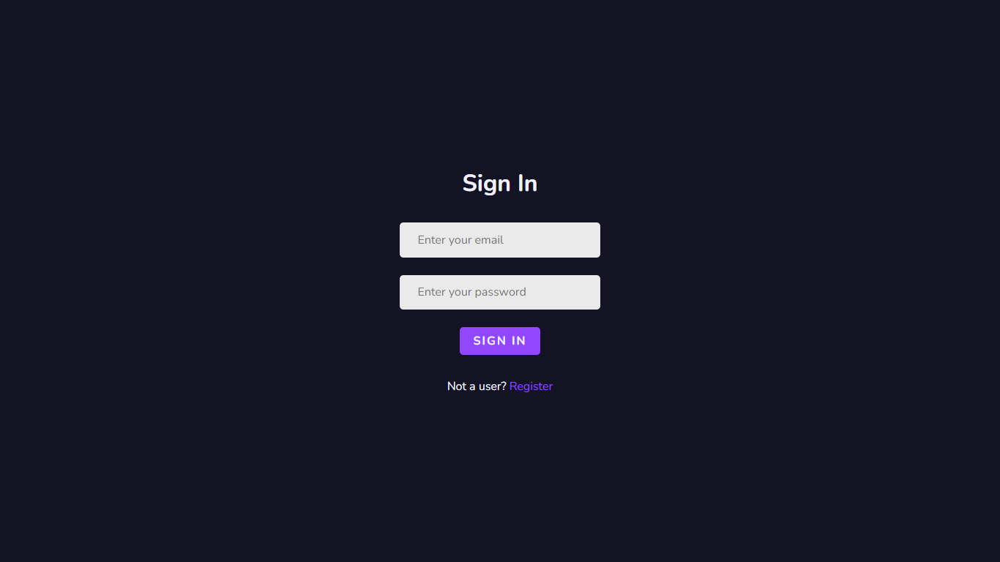 Sign In
Enter your email
Enter your password
SIGN IN
Not a user? Register